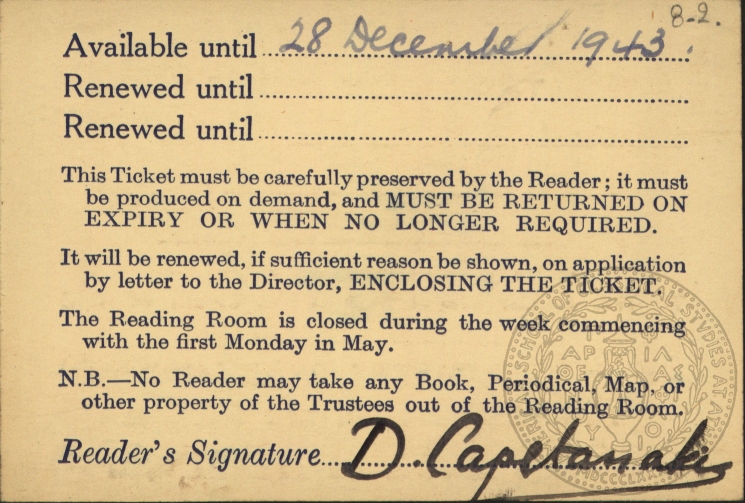 8-2.
Available until 28 December 1943.
Renewed until
Renewed until
This Ticket must be carefully preserved by the Reader; it must
be produced on demand, and MUST BE RETURNED ON
EXPIRY OR WHEN NO LONGER REQUIRED.
It will be renewed, if sufficient reason be shown, on application
by letter to the Director, ENCLOSING THE TICKET.
The Reading Room is closed during the week commencing
with the first Monday in May.
N.B.—No Reader may take any Book, Periodical, Map, or
other property of the Trustees out of the Reading Room.
Reader's Signature D. Capetanakis